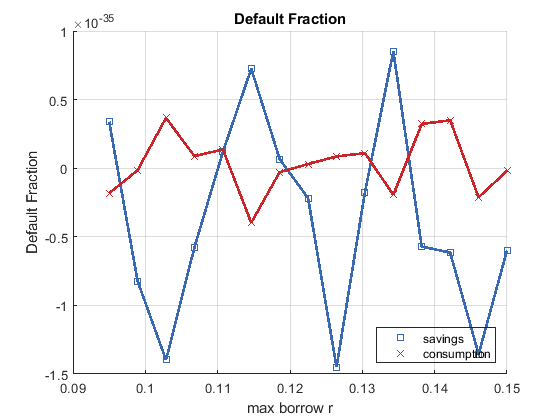 Default Fraction
×10-35
1
0.5
0
-0.5
-1
-1.5
Default Fraction
0.09 0.1 0.11 0.12 0.13 0.14 0.15
max borrow r
savings
consumption